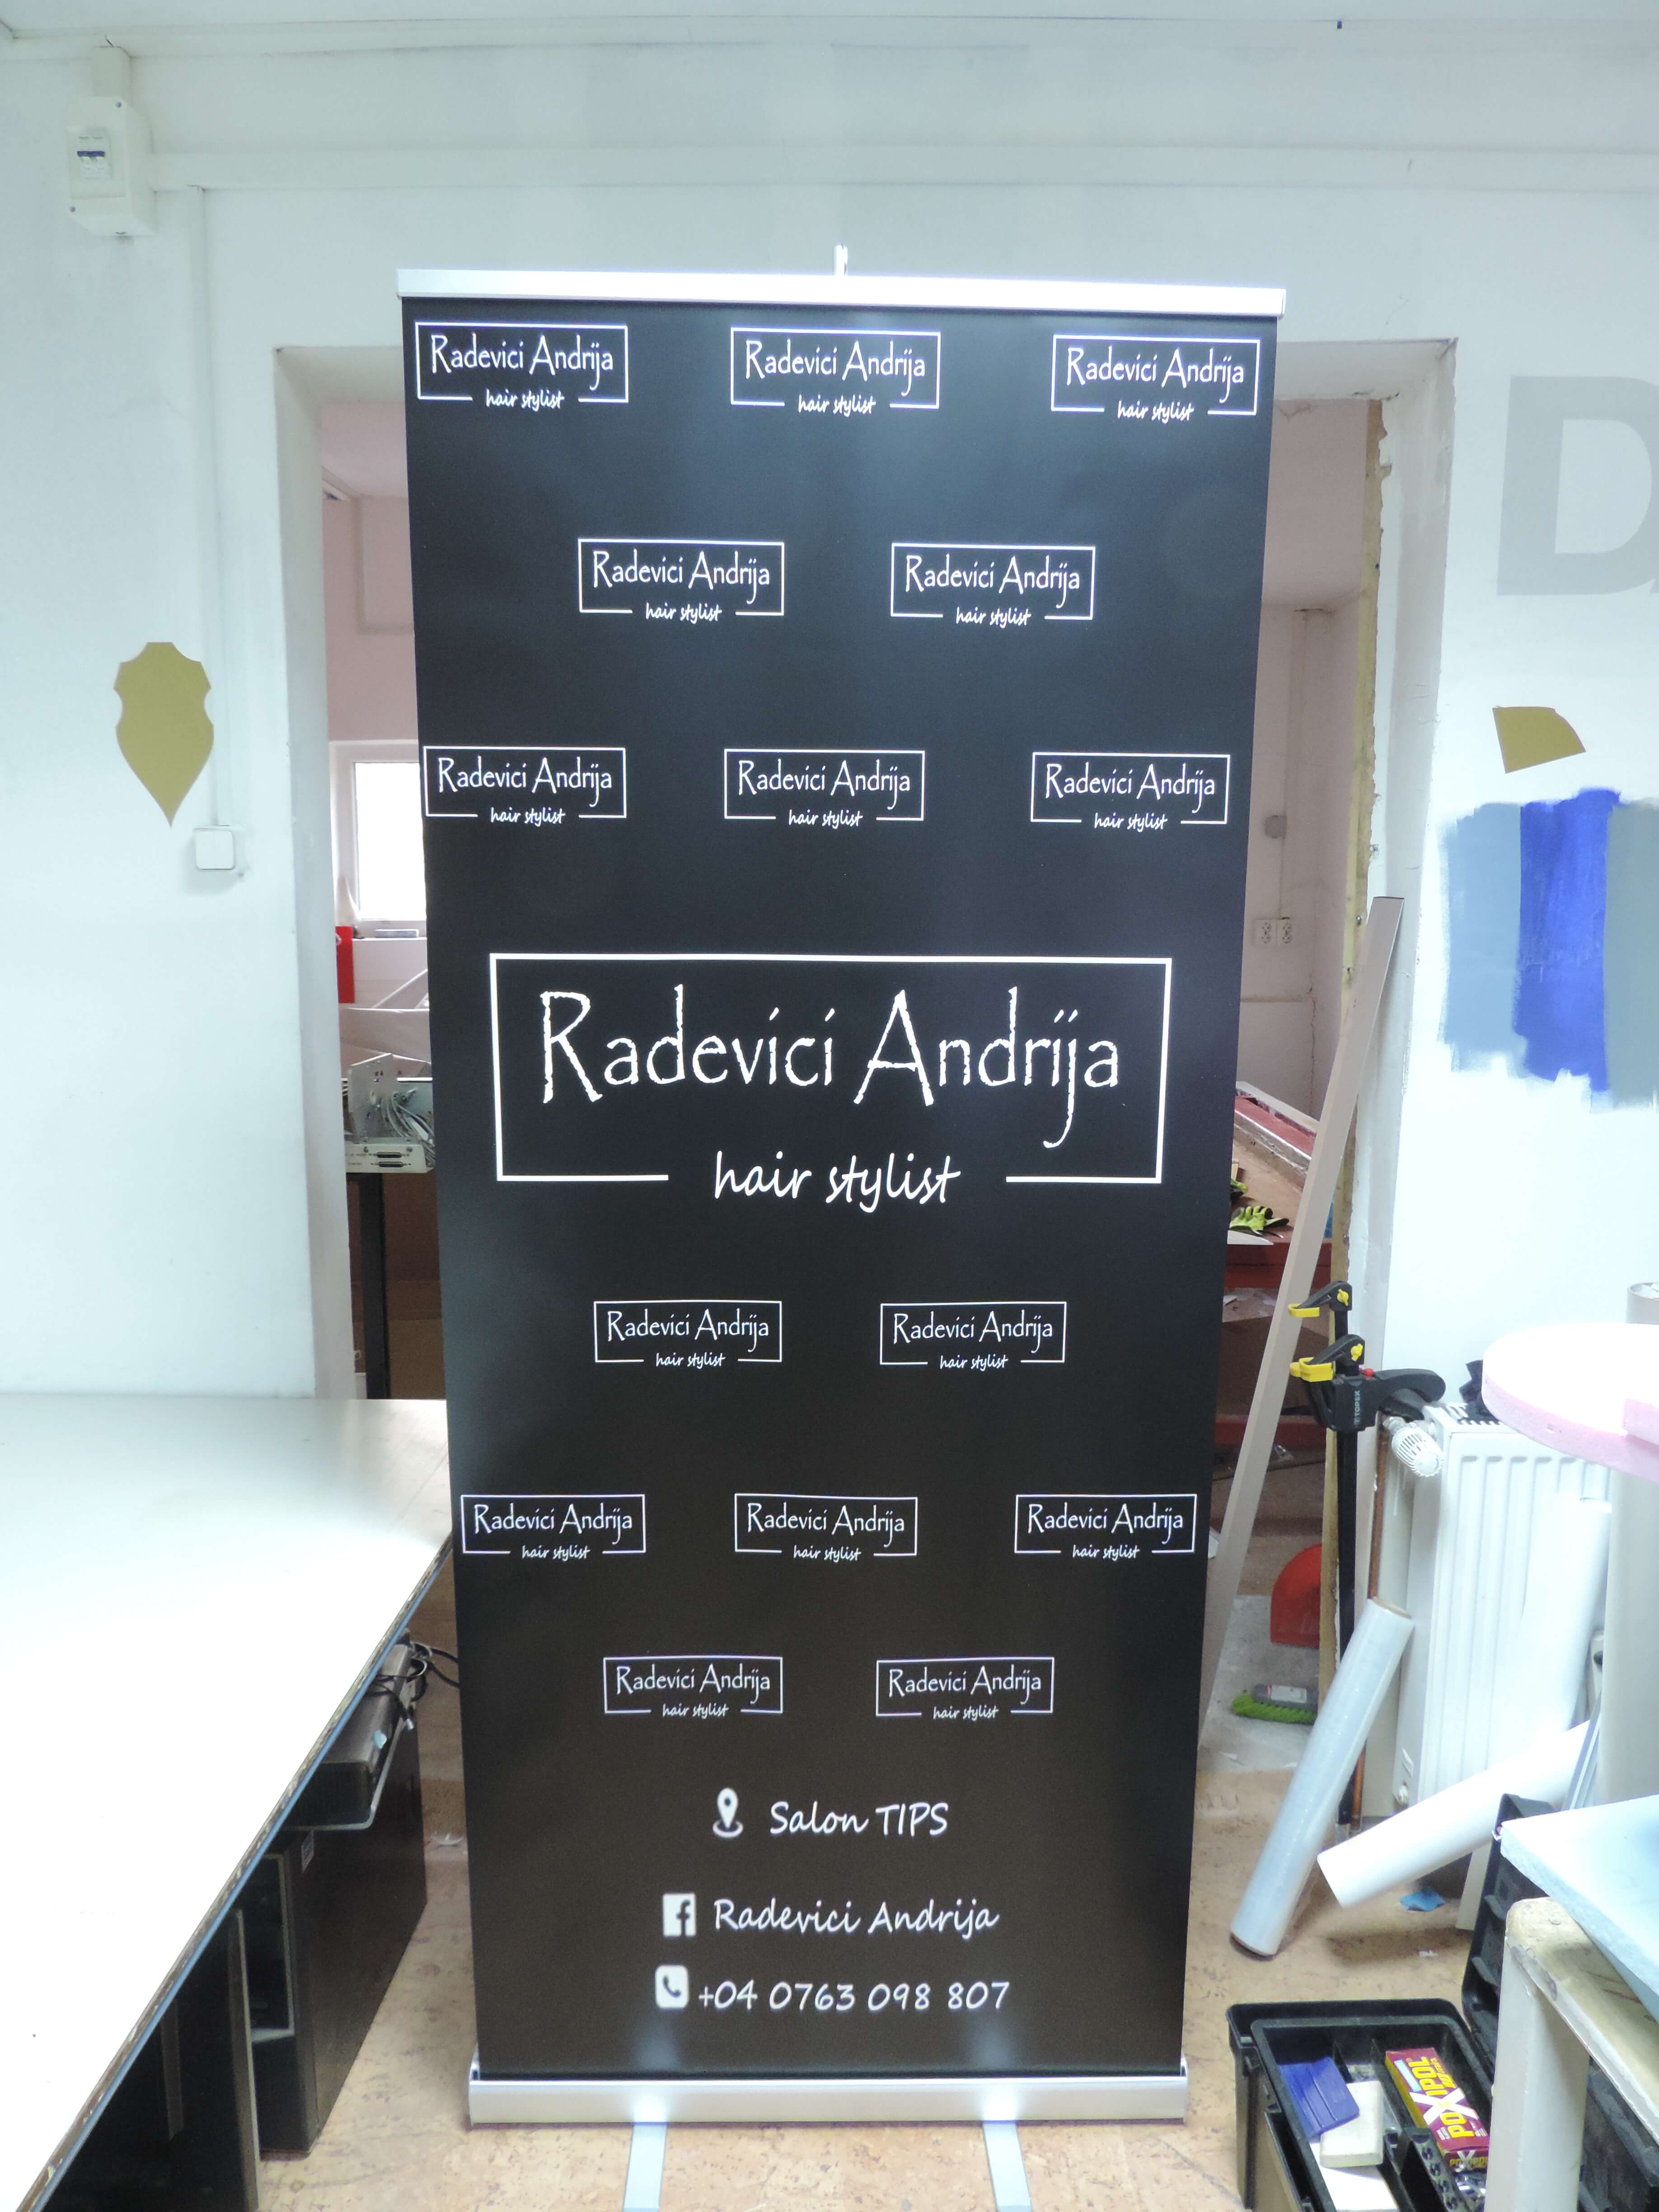 Radevici Andrija Radevici Andrija Radevici Andrija
hair stylist hair stylist hair stylist
Radevici Andrija Radevici Andrija
hair stylist hair stylist
Radevici Andrija Radevici Andrija Radevici Andrija
hair stylist hair stylist hair stylist
Radevici Andrija
hair stylist
Radevici Andrija Radevici Andrija
hair stylist hair stylist
Radevici Andrija Radevici Andrija Radevici Andrija
hair stylist hair stylist hair stylist
Radevici Andrija Radevici Andrija
hair stylist hair stylist
Salon TIPS
Radevici Andrija
+04 0763 098 807
D
TOPEX
POXIPOL